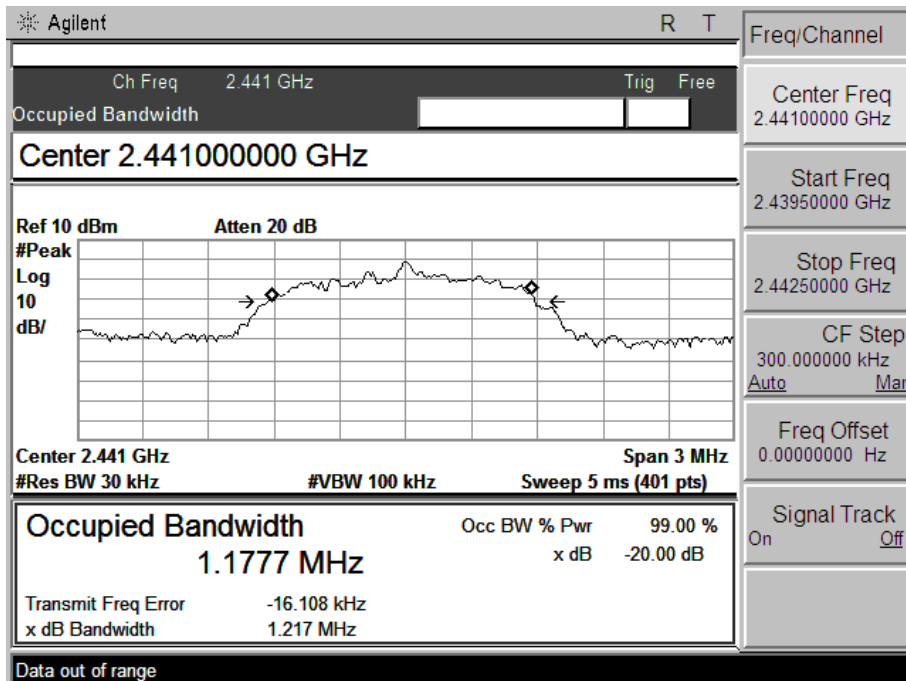 Agilent R T
Ch Freq 2.441 GHz Trig Free
Occupied Bandwidth
Center 2.441000000 GHz
Ref 10 dBm Atten 20 dB
#Peak
Log
10
dB/
Center 2.441 GHz Span 3 MHz
#Res BW 30 kHz #VBW 100 kHz Sweep 5 ms (401 pts)
Occupied Bandwidth Occ BW % Pwr 99.00 %
1.1777 MHz x dB -20.00 dB
Transmit Freq Error -16.108 kHz
x dB Bandwidth 1.217 MHz
Data out of range
Freq/Channel
Center Freq
2.44100000 GHz
Start Freq
2.43950000 GHz
Stop Freq
2.44250000 GHz
CF Step
300.000000 kHz
Auto Man
Freq Offset
0.00000000 Hz
Signal Track
On Off